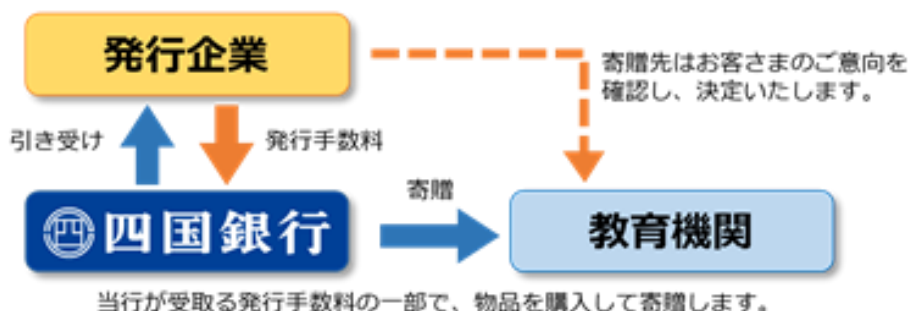 発行企業
寄贈先はお客さまのご意向を
確認し、決定いたします。
引き受け
発行手数料
四国銀行
寄贈
教育機関
当行が受取る発行手数料の一部で、物品を購入して寄贈します。